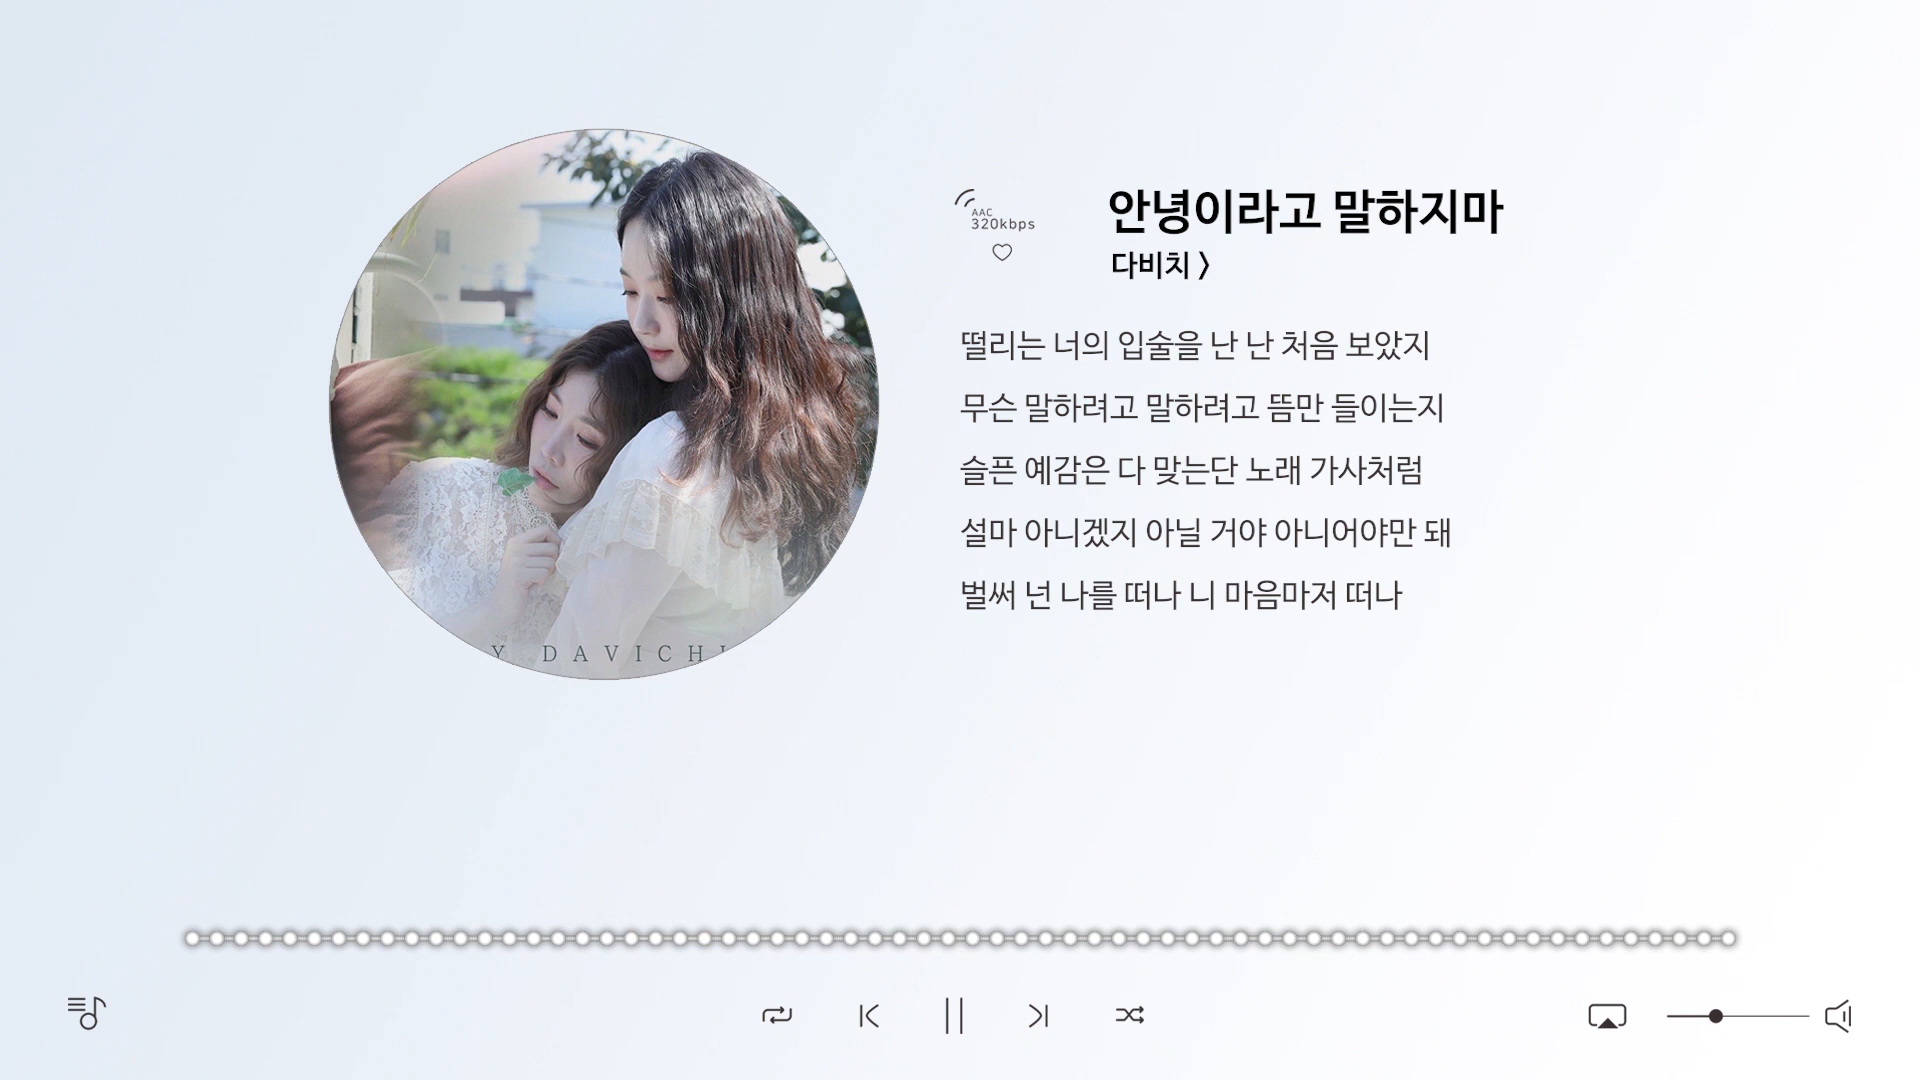 AAC
320kbps
안녕이라고 말하지마
다비치 〉
떨리는 너의 입술을 난 난 처음 보았지
무슨 말하려고 말하려고 뜸만 들이는지
슬픈 예감은 다 맞는단 노래 가사처럼
설마 아니겠지 아닐 거야 아니어야만 돼
벌써 넌 나를 떠나 니 마음마저 떠나
Y DAVICHI